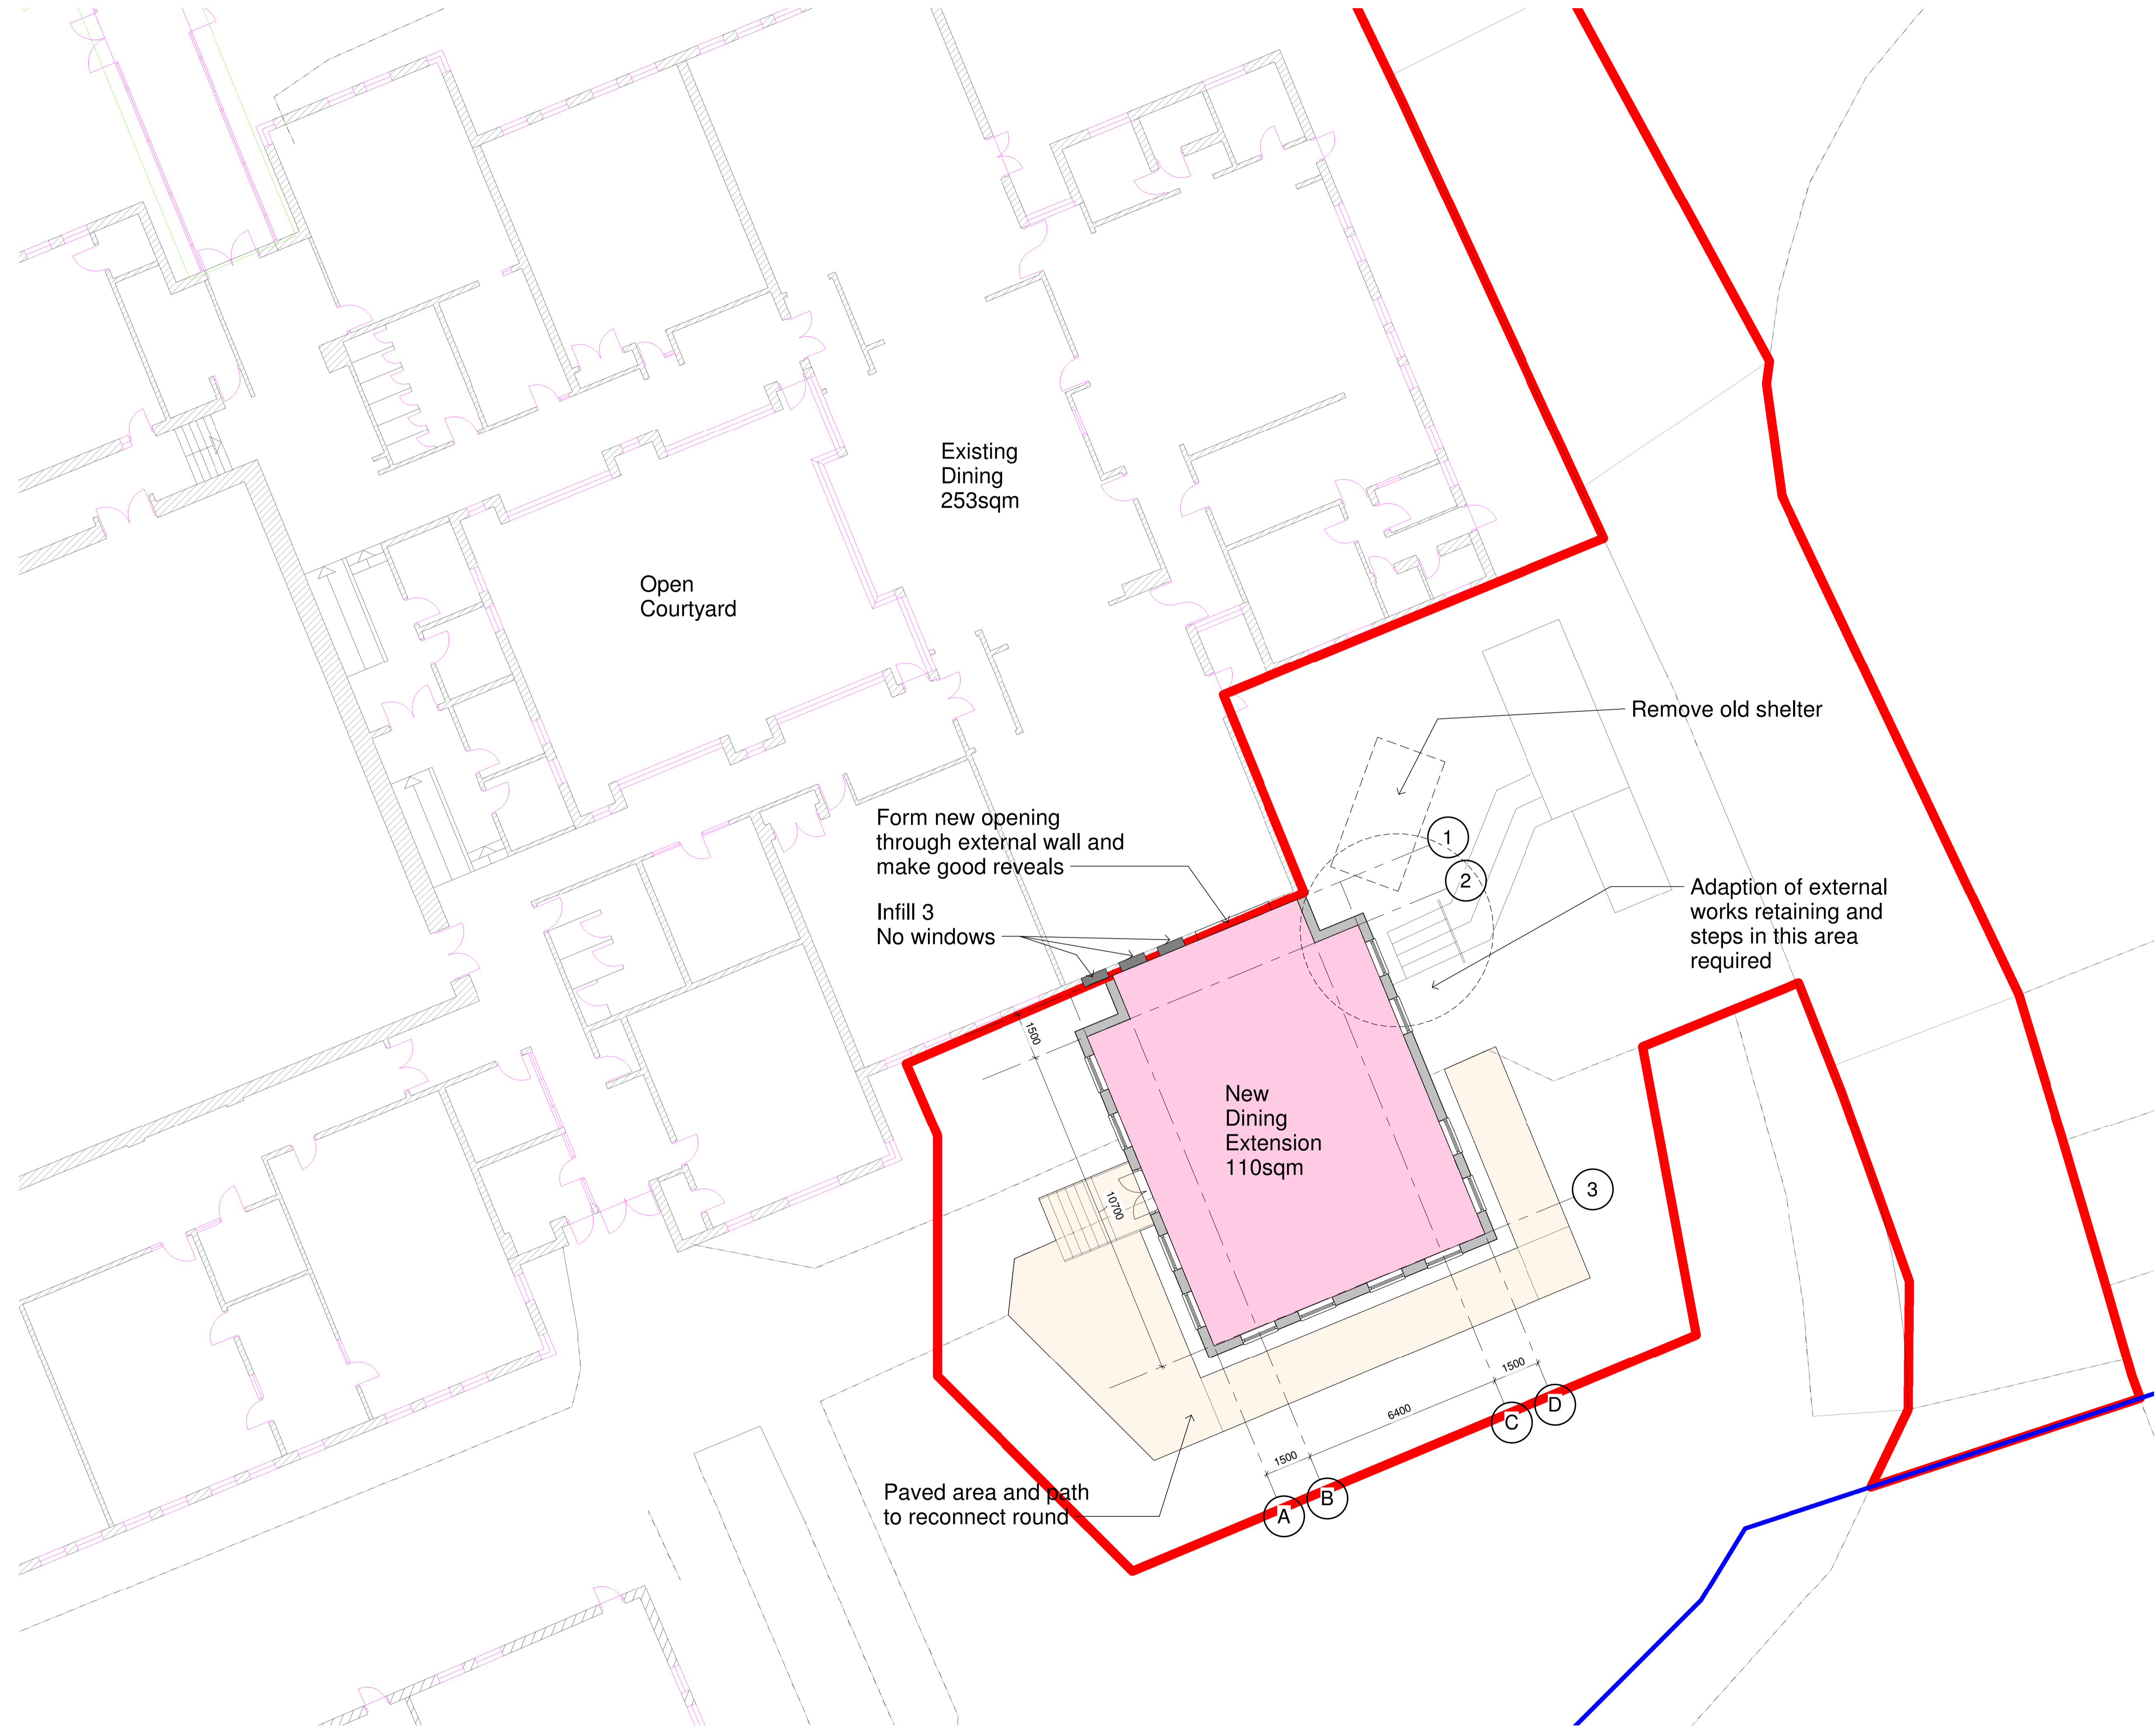 Existing
Dining
253sqm
Open
Courtyard
Remove old shelter
Form new opening
through external wall and
make good reveals
1
2
Adaption of external
works retaining and
steps in this area
required
Infill 3
No windows
1500
New
Dining
Extension
110sqm
3
10700
1500
6400
1500
D
C
B
A
Paved area and path
to reconnect round